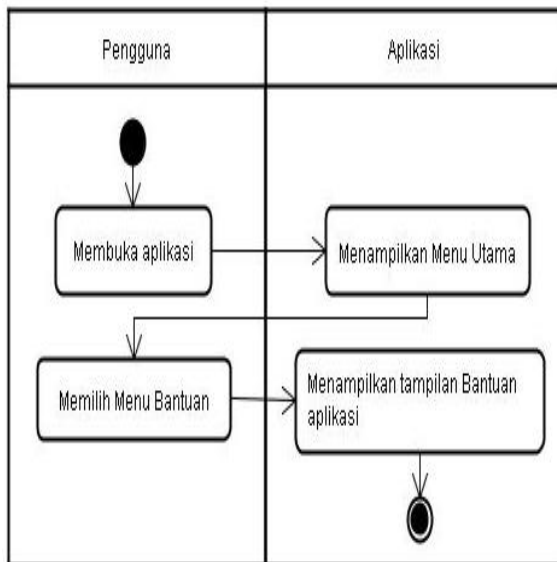 Pengguna
Aplikasi
Membuka aplikasi
Menampilkan Menu Utama
Memilih Menu Bantuan
Menampilkan tampilan Bantuan
aplikasi